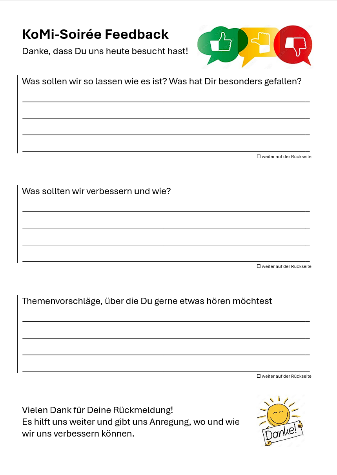 KoMi-Soirée Feedback
Danke, dass Du uns heute besucht hast!
Was sollen wir so lassen wie es ist? Was hat Dir besonders gefallen?
☐ weiter auf der Rückseite
Was sollten wir verbessern und wie?
☐ weiter auf der Rückseite
Themenvorschläge, über die Du gerne etwas hören möchtest
☐ weiter auf der Rückseite
Vielen Dank für Deine Rückmeldung!
Es hilft uns weiter und gibt uns Anregung, wo und wie
wir uns verbessern können.
Danke!